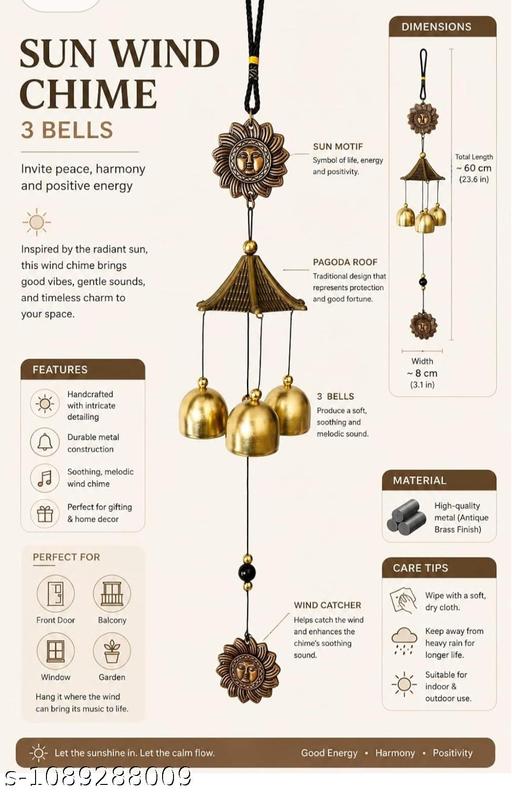 SUN WIND
CHIME
3 BELLS
Invite peace, harmony
and positive energy
Inspired by the radiant sun,
this wind chime brings
good vibes, gentle sounds,
and timeless charm to
your space.
FEATURES
Handcrafted
with intricate
detailing
Durable metal
construction
Soothing, melodic
wind chime
Perfect for gifting
& home decor
PERFECT FOR
Front Door
Balcony
Window
Garden
Hang it where the wind
can bring its music to life.
SUN MOTIF
Symbol of life, energy
and positivity.
PAGODA ROOF
Traditional design that
represents protection
and good fortune.
3 BELLS
Produce a soft,
soothing and
melodic sound.
WIND CATCHER
Helps catch the wind
and enhances the
chime's soothing
sound.
DIMENSIONS
Total Length
~ 60 cm
(23.6 in)
Width
~ 8 cm
(3.1 in)
MATERIAL
High-quality
metal (Antique
Brass Finish)
CARE TIPS
Wipe with a soft,
dry cloth.
Keep away from
heavy rain for
longer life.
Suitable for
indoor &
outdoor use.
Let the sunshine in. Let the calm flow.
Good Energy • Harmony • Positivity
s-1089288009